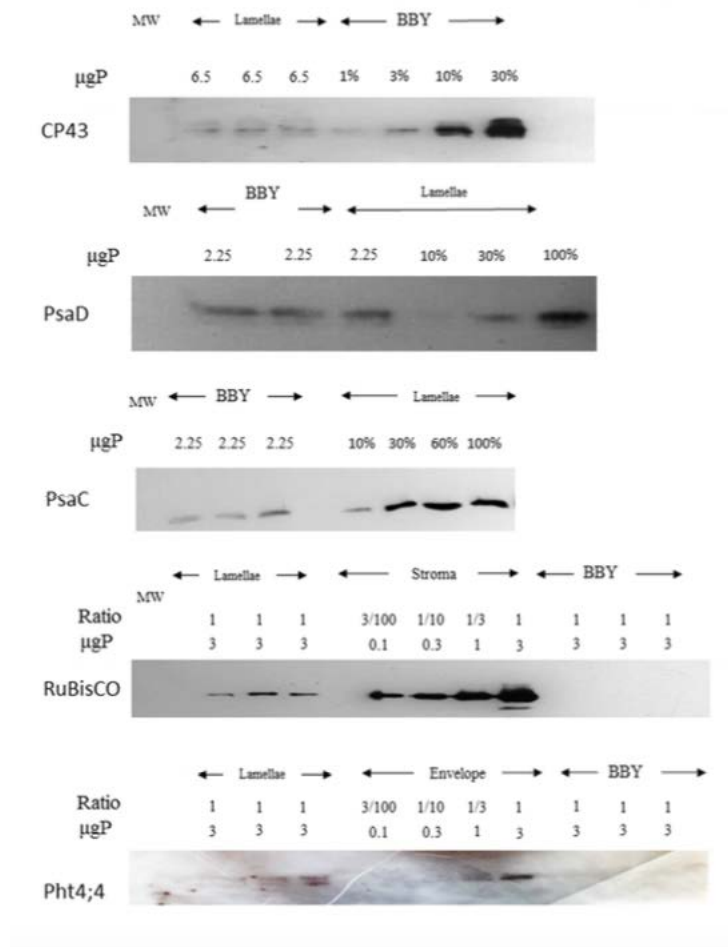 MW Lamellae BBY
µgP 6.5 6.5 6.5 1% 3% 10% 30%
CP43
MW BBY Lamellae
µgP 2.25 2.25 2.25 10% 30% 100%
PsaD
MW BBY Lamellae
µgP 2.25 2.25 2.25 10% 30% 60% 100%
PsaC
Lamellae Stroma BBY
MW
Ratio 1 1 1 3/100 1/10 1/3 1 1 1 1
µgP 3 3 3 0.1 0.3 1 3 3 3 3
RuBisCO
Lamellae Envelope BBY
Ratio 1 1 1 3/100 1/10 1/3 1 1 1 1
µgP 3 3 3 0.1 0.3 1 3 3 3 3
Pht4;4